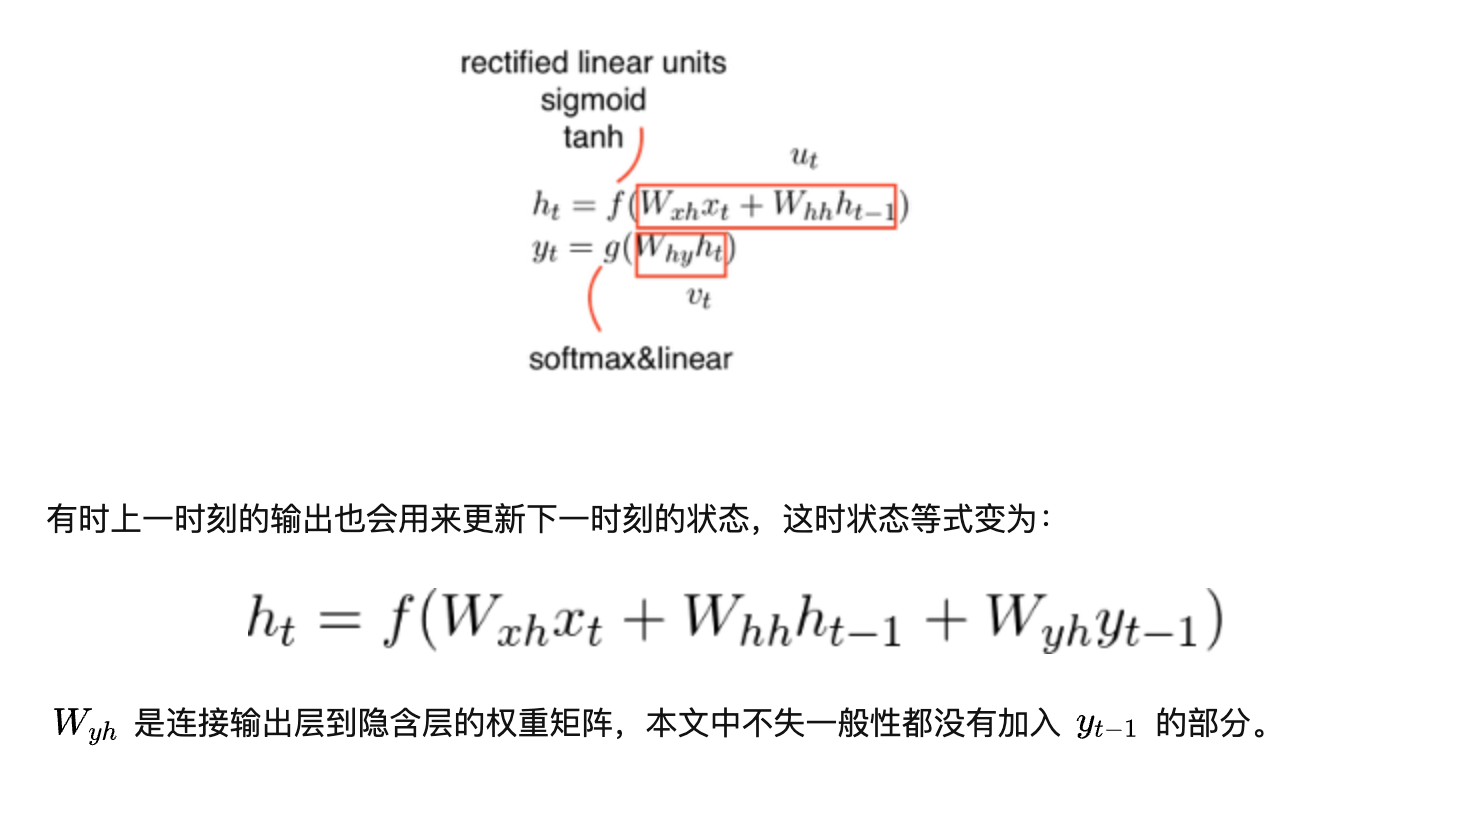 rectified linear units
sigmoid
tanh
u_t
h_t = f(W_{xh}x_t + W_{hh}h_{t-1})
y_t = g(W_{hy}h_t)
v_t
softmax&linear
有时上一时刻的输出也会用来更新下一时刻的状态，这时状态等式变为：
h_t = f(W_{xh}x_t + W_{hh}h_{t-1} + W_{yh}y_{t-1})
W_{yh} 是连接输出层到隐含层的权重矩阵，本文中不失一般性都没有加入 y_{t-1} 的部分。